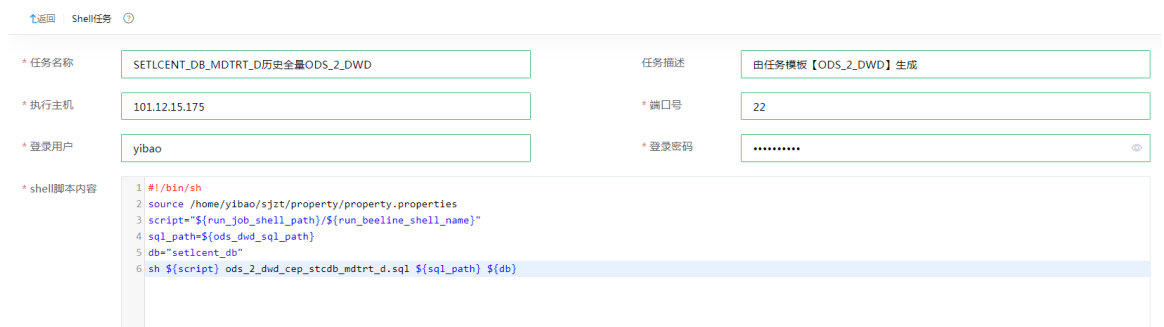 返回 Shell任务 ?
* 任务名称 SETLCENT_DB_MDTRT_D历史全量ODS_2_DWD 任务描述 由任务模板【ODS_2_DWD】生成
* 执行主机 101.12.15.175 * 端口号 22
* 登录用户 yibao * 登录密码 ••••••••••
* shell脚本内容
1 #!/bin/sh
2 source /home/yibao/sjzt/property/property.properties
3 script="${run_job_shell_path}/${run_beeline_shell_name}"
4 sql_path=${ods_dwd_sql_path}
5 db="setlcent_db"
6 sh ${script} ods_2_dwd_cep_stcdb_mdtrt_d.sql ${sql_path} ${db}